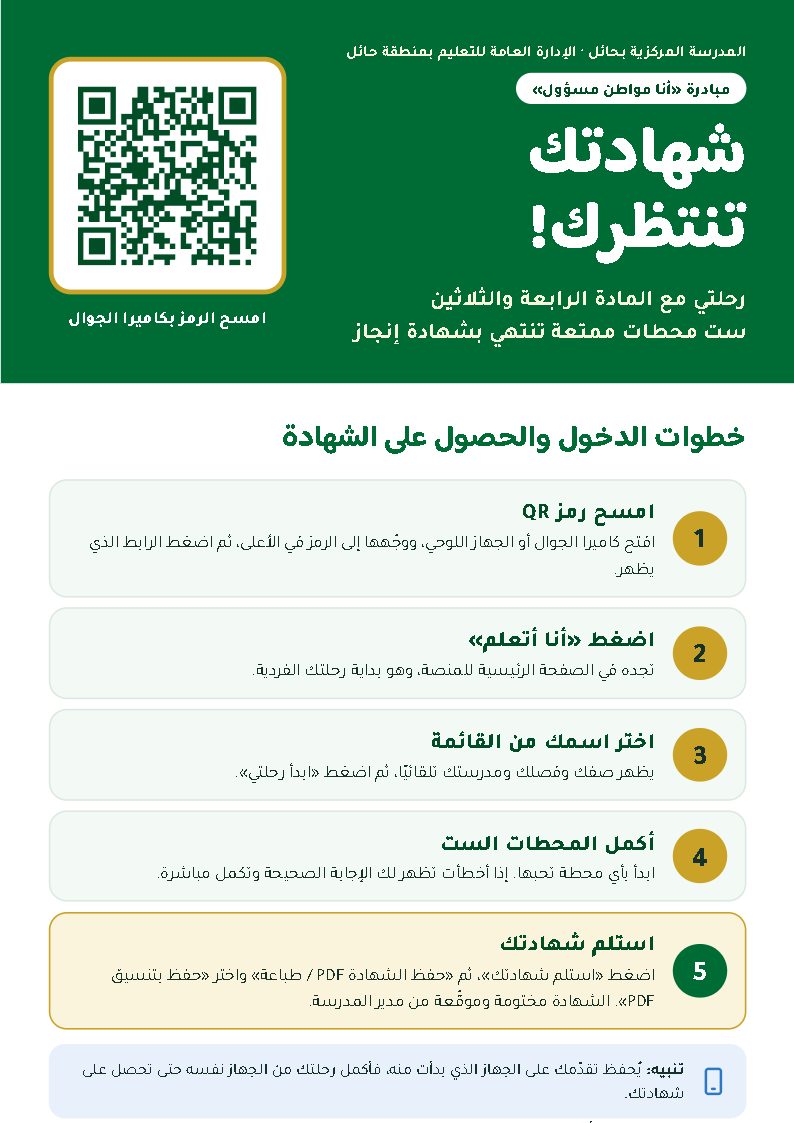 المدرسة المركزية بحائل · الإدارة العامة للتعليم بمنطقة حائل
مبادرة «أنا مواطن مسؤول»
شهادتك
تنتظرك!
رحلتي مع المادة الرابعة والثلاثين
ست محطات ممتعة تنتهي بشهادة إنجاز
امسح الرمز بكاميرا الجوال
خطوات الدخول والحصول على الشهادة
1
امسح رمز QR
افتح كاميرا الجوال أو الجهاز اللوحي، ووجّهها إلى الرمز في الأعلى، ثم اضغط الرابط الذي
يظهر.
2
اضغط «أنا أتعلم»
تجده في الصفحة الرئيسية للمنصة، وهو بداية رحلتك الفردية.
3
اختر اسمك من القائمة
يظهر صفك وفصلك ومدرستك تلقائيًا، ثم اضغط «ابدأ رحلتي».
4
أكمل المحطات الست
ابدأ بأي محطة تحبها. إذا أخطأت تظهر لك الإجابة الصحيحة وتكمل مباشرة.
5
استلم شهادتك
اضغط «استلم شهادتك»، ثم «حفظ الشهادة PDF / طباعة» واختر «حفظ بتنسيق
PDF». الشهادة مختومة وموقّعة من مدير المدرسة.
تنبيه: يُحفظ تقدّمك على الجهاز الذي بدأت منه، فأكمل رحلتك من الجهاز نفسه حتى تحصل على
شهادتك.